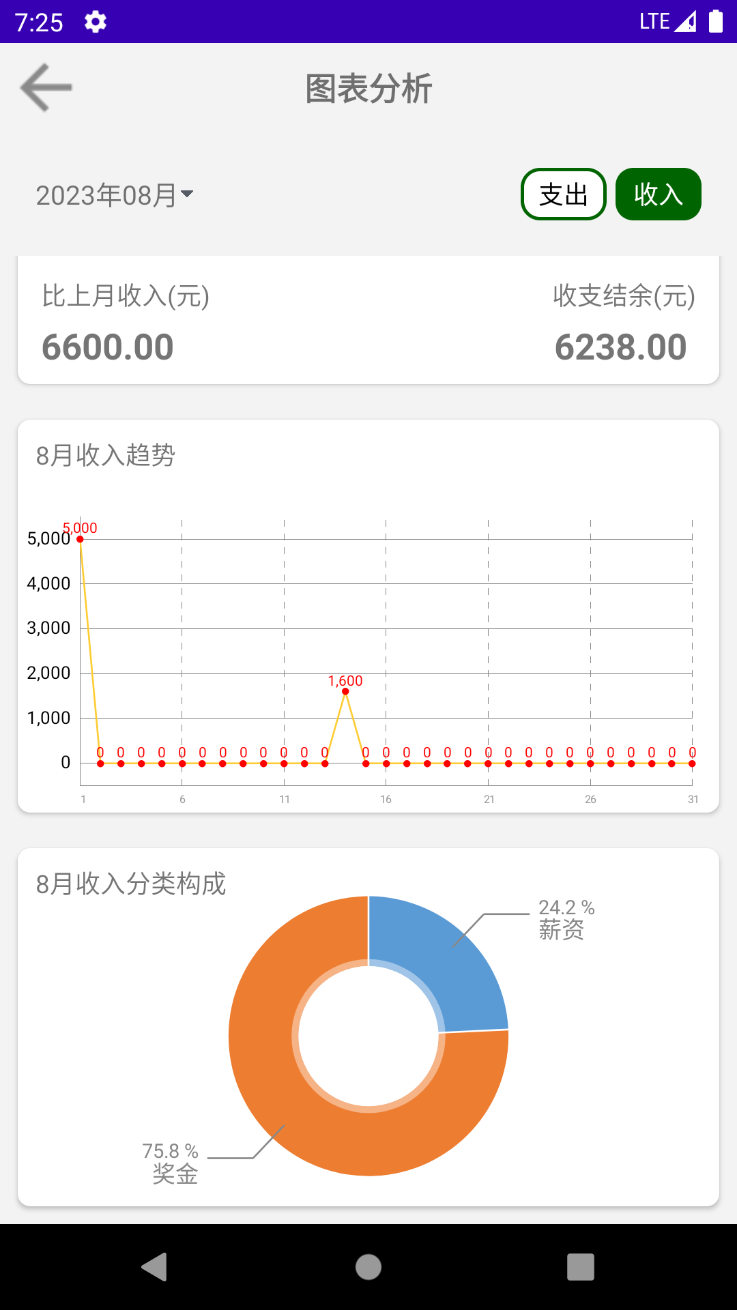 7:25 LTE
图表分析
2023年08月 支出 收入
比上月收入(元) 收支结余(元)
6600.00 6238.00
8月收入趋势
5,000
5,000
4,000
3,000
2,000
1,600
1,000
0 0 0 0 0 0 0 0 0 0 0 0 0 0 0 0 0 0 0 0 0 0 0 0 0 0 0 0 0
0
1 6 11 16 21 26 31
8月收入分类构成
24.2 %
薪资
75.8 %
奖金